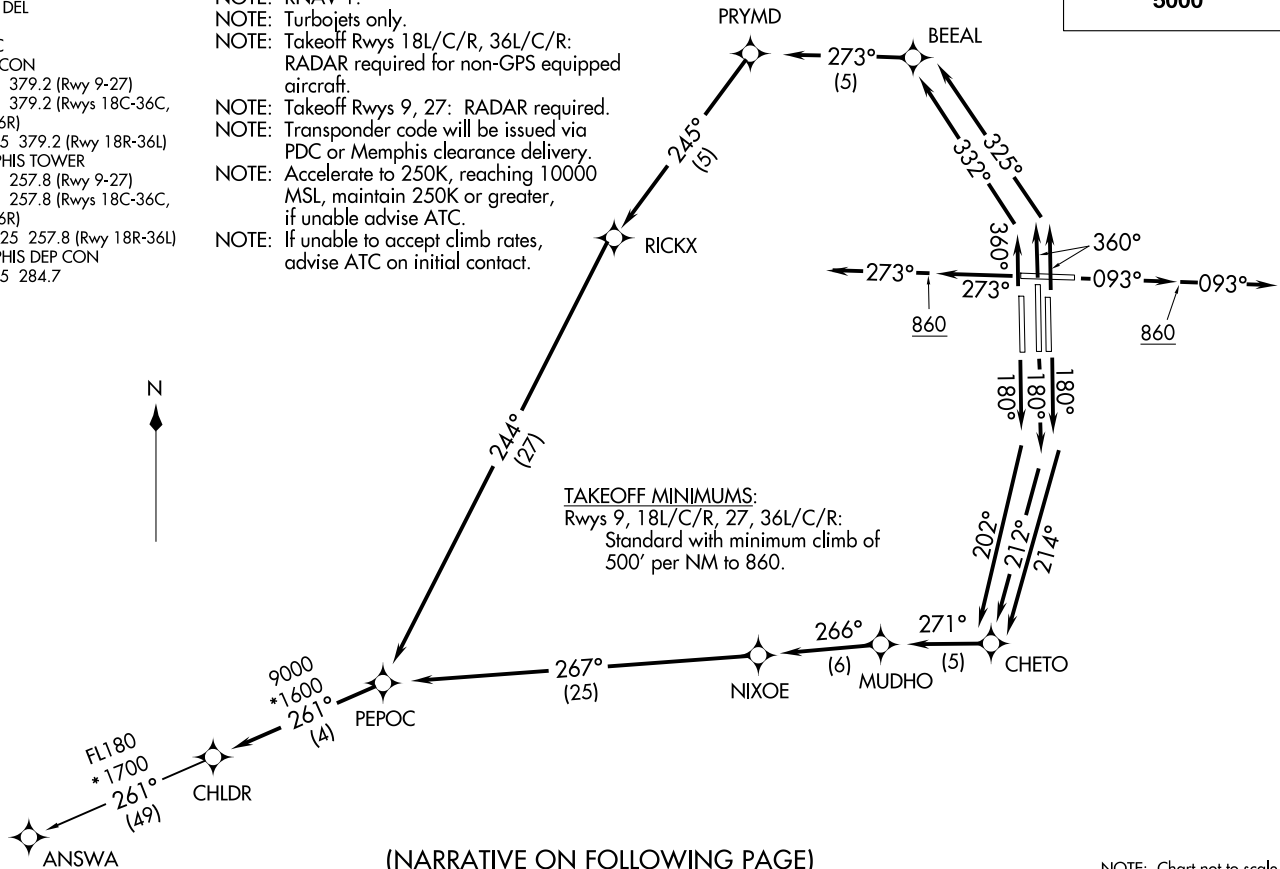 DEL
CON
379.2 (Rwy 9-27)
379.2 (Rwys 18C-36C,
6R)
5 379.2 (Rwy 18R-36L)
PHIS TOWER
257.8 (Rwy 9-27)
257.8 (Rwys 18C-36C,
6R)
25 257.8 (Rwy 18R-36L)
PHIS DEP CON
5 284.7
NOTE: RNAV 1.
NOTE: Turbojets only.
NOTE: Takeoff Rwys 18L/C/R, 36L/C/R:
RADAR required for non-GPS equipped
aircraft.
NOTE: Takeoff Rwys 9, 27: RADAR required.
NOTE: Transponder code will be issued via
PDC or Memphis clearance delivery.
NOTE: Accelerate to 250K, reaching 10000
MSL, maintain 250K or greater,
if unable advise ATC.
NOTE: If unable to accept climb rates,
advise ATC on initial contact.
5000
PRYMD
BEEAL
273°
(5)
245°
(5)
RICKX
332°
325°
360°
360°
273°
273°
093°
093°
860
860
180°
180°
180°
N
244°
(27)
TAKEOFF MINIMUMS:
Rwys 9, 18L/C/R, 27, 36L/C/R:
Standard with minimum climb of
500' per NM to 860.
202°
212°
214°
271°
(5)
CHETO
266°
(6)
MUDHO
NIXOE
267°
(25)
PEPOC
9000
*1600
261°
(4)
CHLDR
FL180
*1700
261°
(49)
ANSWA
(NARRATIVE ON FOLLOWING PAGE)
NOTE: Chart not to scale